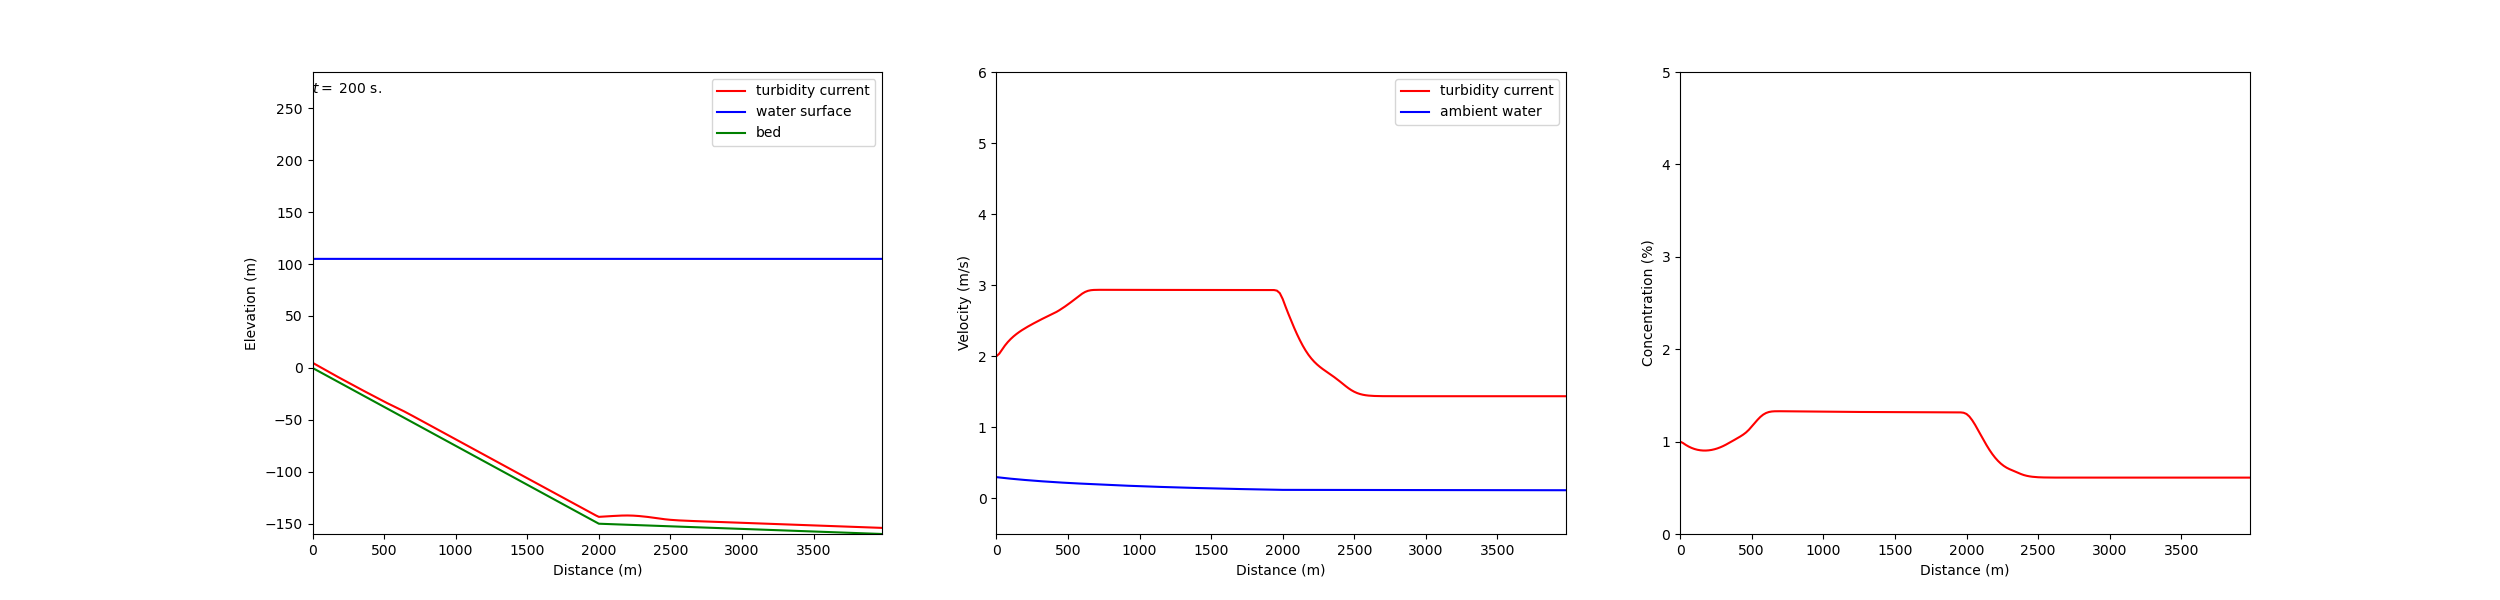 t = 200 s.
turbidity current
water surface
bed
250
200
150
100
50
0
−50
−100
−150
0 500 1000 1500 2000 2500 3000 3500
Distance (m)
Elevation (m)
turbidity current
ambient water
6
5
4
3
2
1
0
0 500 1000 1500 2000 2500 3000 3500
Distance (m)
Velocity (m/s)
5
4
3
2
1
0
0 500 1000 1500 2000 2500 3000 3500
Distance (m)
Concentration (%)